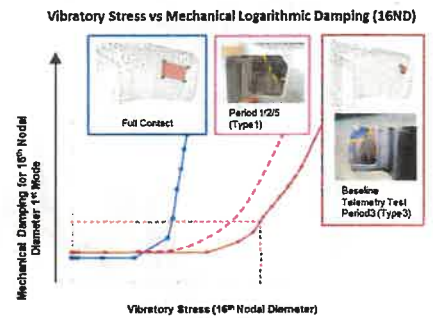 Vibratory Stress vs Mechanical Logarithmic Damping (16ND)
Full Contact
Period 1/2/5
(Type1)
Baseline
Telemetry Test
Period3 (Type3)
Mechanical Damping for 16th Nodal
Diameter 1st Mode
Vibratory Stress (16th Nodal Diemeter)